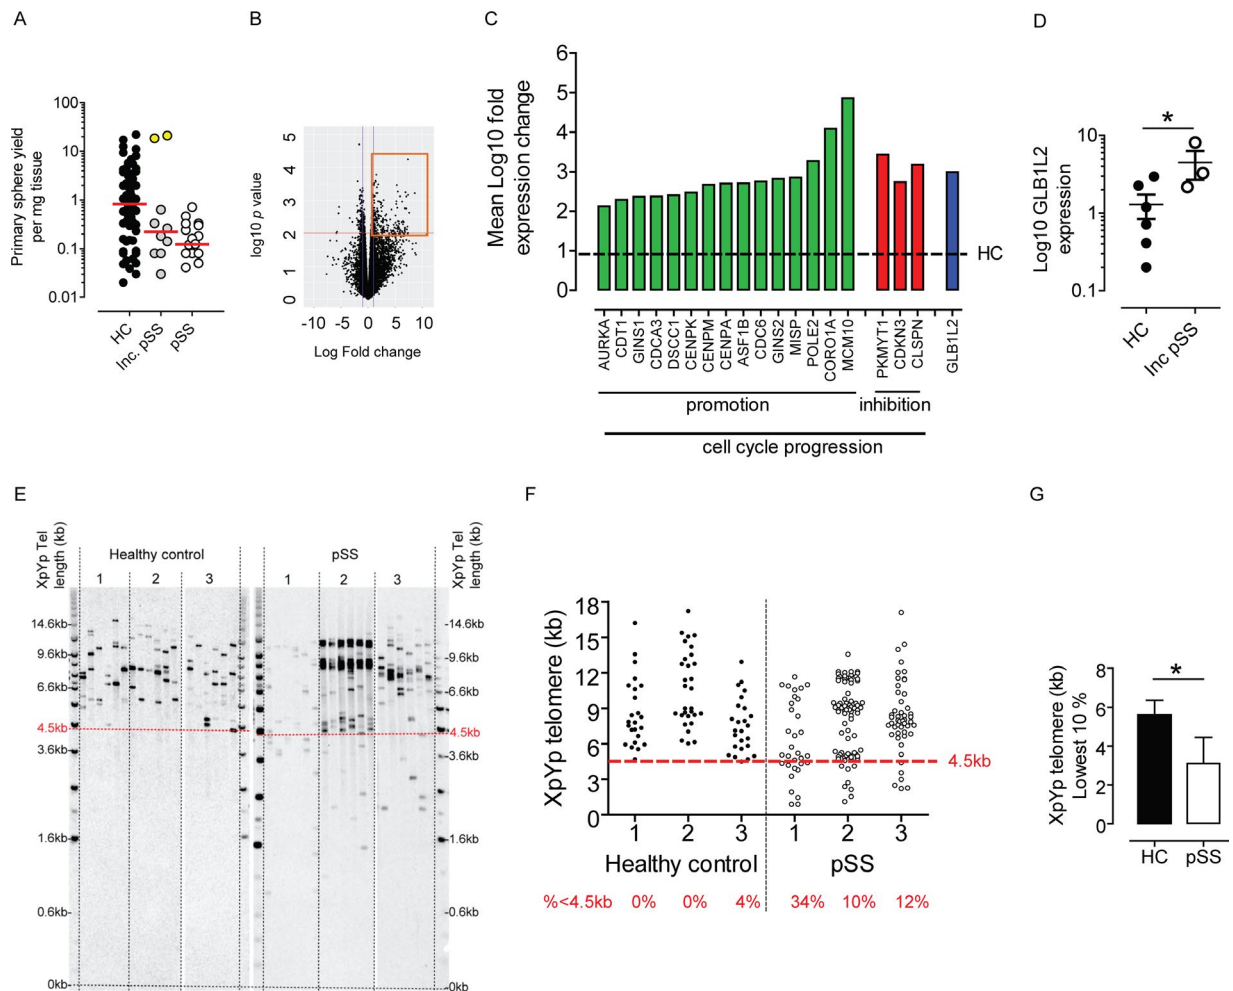 A
Primary sphere yield
per mg tissue
100
10
1
0.1
0.01
HC
Inc. pSS
pSS
B
log10 p value
5
4
3
2
1
0
-10 -5 0 5 10
Log Fold change
C
Mean Log10 fold
expression change
6
5
4
3
2
1
0
HC
AURKA
CDT1
GINS1
CDCA3
DSCC1
CENPK
CENPM
CENPA
ASF1B
CDC6
GINS2
MISP
POLE2
CORO1A
MCM10
PKMYT1
CDKN3
CLSPN
GLB1L2
promotion
inhibition
cell cycle progression
D
Log10 GLB1L2
expression
10
1
0.1
*
HC
Inc pSS
E
XpYp Tel
length (kb)
Healthy control
pSS
XpYp Tel
length (kb)
1 2 3 1 2 3
14.6kb
9.6kb
6.6kb
4.5kb
3.6kb
1.6kb
0.6kb
0kb
14.6kb
9.6kb
6.6kb
4.5kb
3.6kb
1.6kb
0.6kb
0kb
F
XpYp telomere (kb)
18
15
12
9
6
3
0
4.5kb
1 2 3 1 2 3
Healthy control pSS
%<4.5kb 0% 0% 4% 34% 10% 12%
G
XpYp telomere (kb)
Lowest 10 %
8
6
4
2
0
*
HC pSS